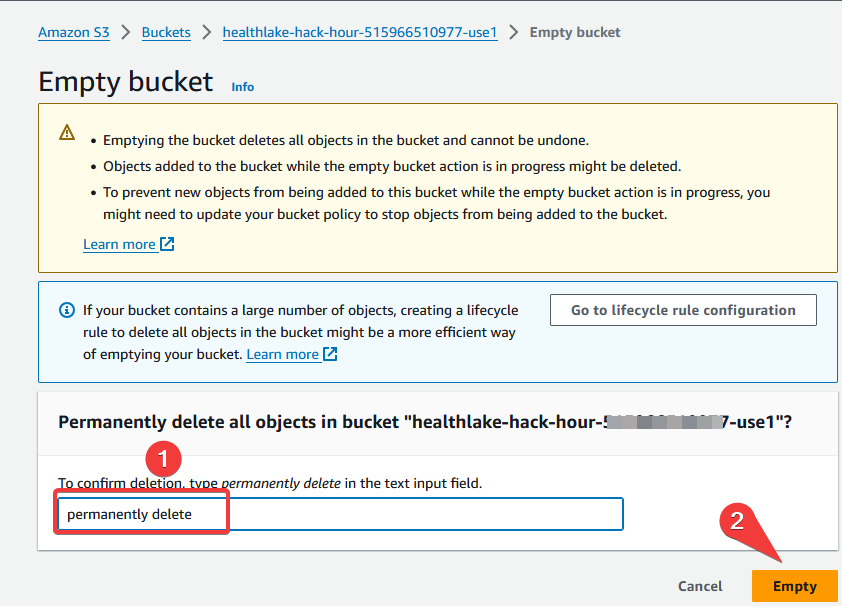 Amazon S3 > Buckets > healthlake-hack-hour-515966510977-use1 > Empty bucket
Empty bucket Info
• Emptying the bucket deletes all objects in the bucket and cannot be undone.
• Objects added to the bucket while the empty bucket action is in progress might be deleted.
• To prevent new objects from being added to this bucket while the empty bucket action is in progress, you
might need to update your bucket policy to stop objects from being added to the bucket.
Learn more
If your bucket contains a large number of objects, creating a lifecycle
rule to delete all objects in the bucket might be a more efficient way
of emptying your bucket. Learn more
Go to lifecycle rule configuration
Permanently delete all objects in bucket "healthlake-hack-hour- 7-use1"?
1
To confirm deletion, type permanently delete in the text input field.
permanently delete
2
Cancel Empty